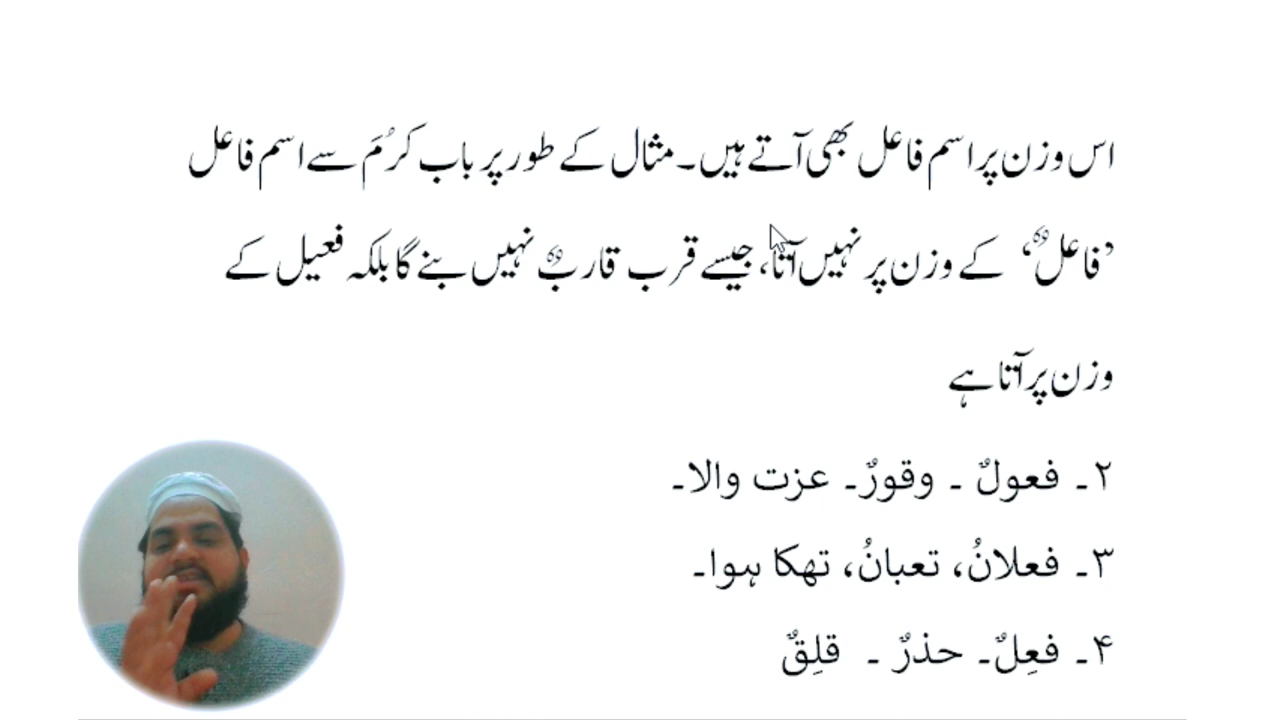 اس وزن پر اسم فاعل بھی آتے ہیں۔ مثال کے طور پر باب کرُمَ سے اسم فاعل
’فاعلٌ‘ کے وزن پر نہیں آتا، جیسے قرب قاربٌ نہیں بنے گا بلکہ فعیل کے
وزن پر آتا ہے
۲۔ فعولٌ ۔ وقورٌ۔ عزت والا۔
۳۔ فعلانُ، تعبانُ، تھکا ہوا۔
۴۔ فعِلٌ۔ حذرٌ ۔ قلِقٌ